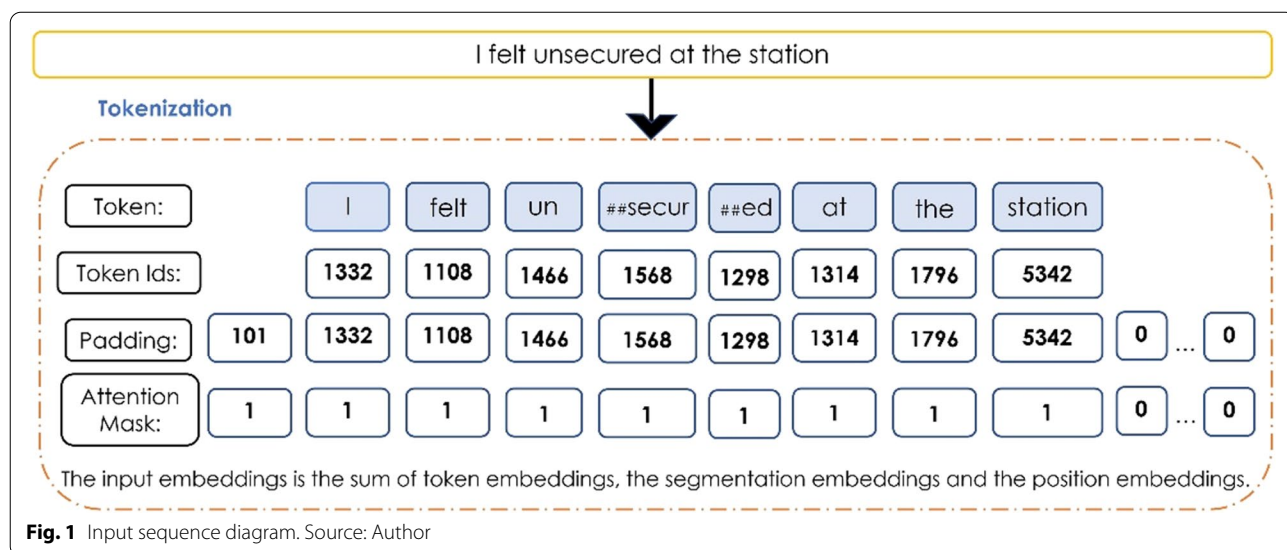 I felt unsecured at the station
Tokenization
Token: I felt un ##secur ##ed at the station
Token Ids: 1332 1108 1466 1568 1298 1314 1796 5342
Padding: 101 1332 1108 1466 1568 1298 1314 1796 5342 0 ... 0
Attention
Mask: 1 1 1 1 1 1 1 1 1 0 ... 0
The input embeddings is the sum of token embeddings, the segmentation embeddings and the position embeddings.
Fig. 1 Input sequence diagram. Source: Author